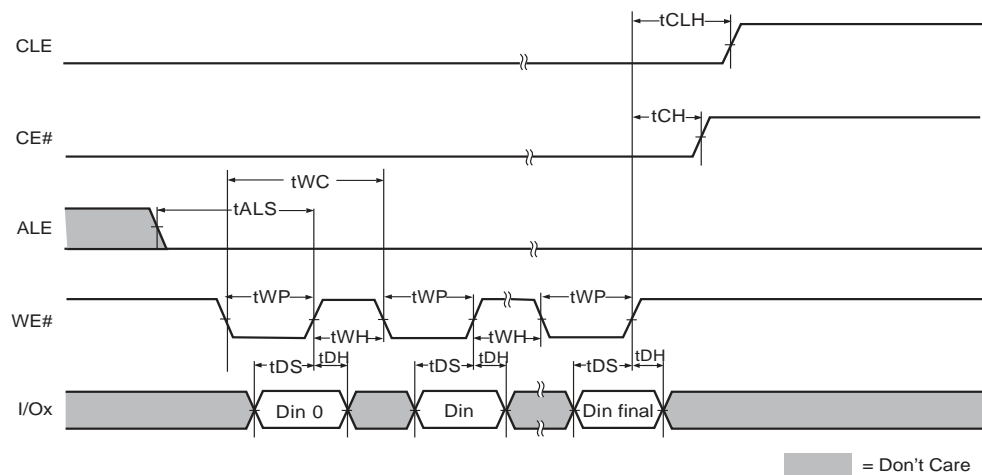 tCLH
CLE
tCH
CE#
tWC
tALS
ALE
tWP
tWP
tWP
WE#
tWH
tWH
tDS
tDH
tDS
tDH
tDS
tDH
I/Ox
Din 0
Din
Din final
= Don't Care